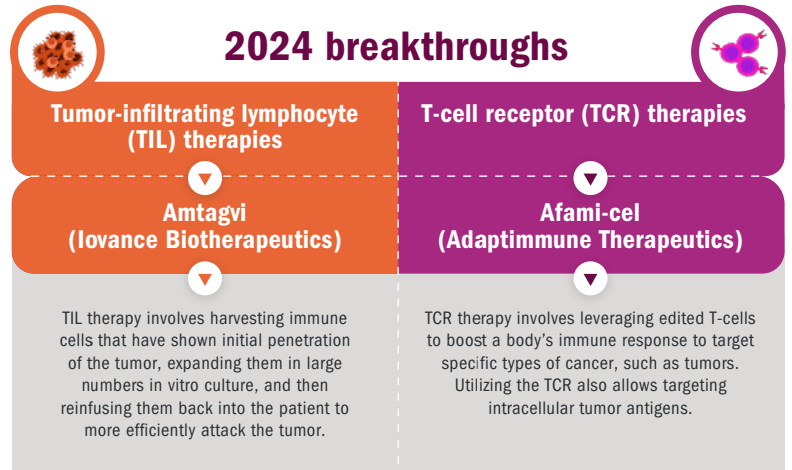 2024 breakthroughs
Tumor-infiltrating lymphocyte
(TIL) therapies
Amtagvi
(Iovance Biotherapeutics)
TIL therapy involves harvesting immune
cells that have shown initial penetration
of the tumor, expanding them in large
numbers in vitro culture, and then
reinfusing them back into the patient to
more efficiently attack the tumor.
T-cell receptor (TCR) therapies
Afami-cel
(Adaptimmune Therapeutics)
TCR therapy involves leveraging edited T-cells
to boost a body’s immune response to target
specific types of cancer, such as tumors.
Utilizing the TCR also allows targeting
intracellular tumor antigens.